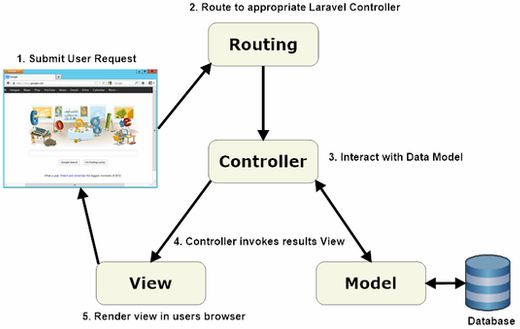 2. Route to appropriate Laravel Controller
Routing
1. Submit User Request
Controller
3. Interact with Data Model
4. Controller invokes results View
View
Model
5. Render view in users browser
Database